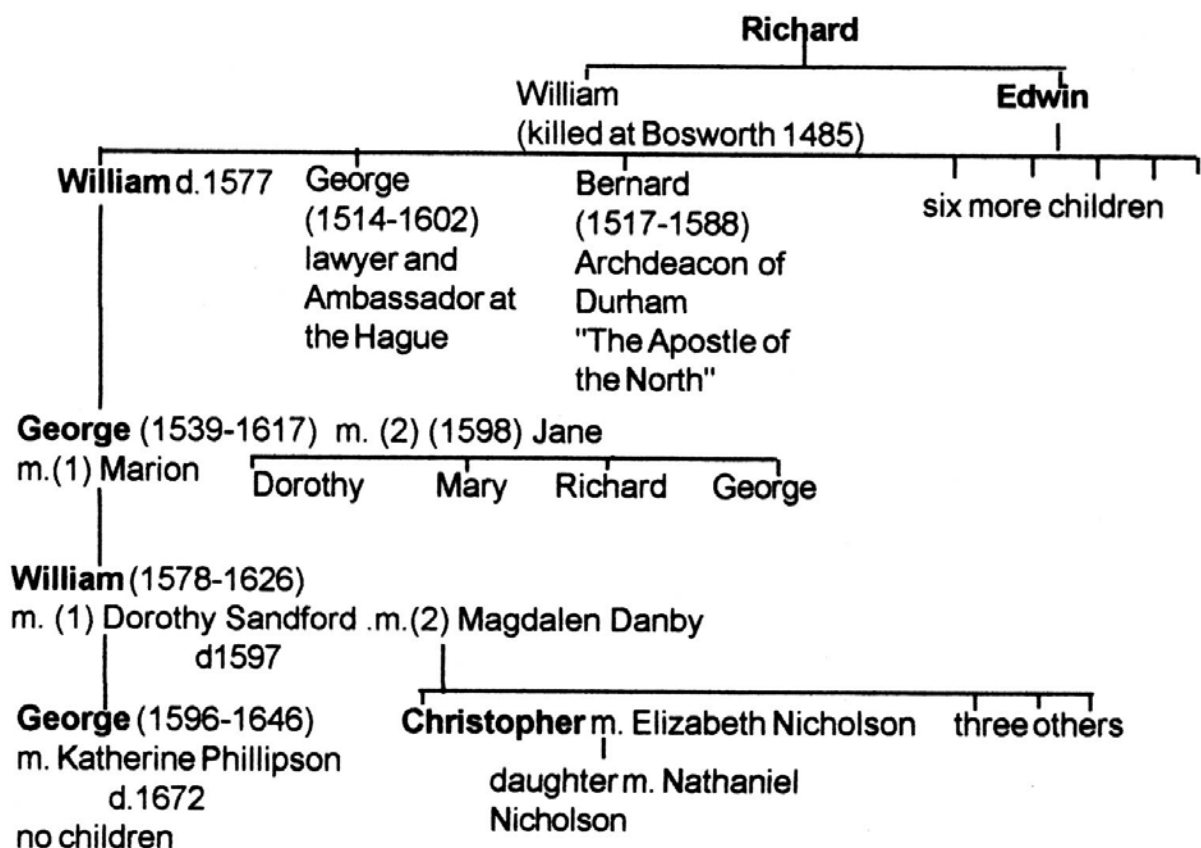 Richard
William
(killed at Bosworth 1485)
Edwin
William d.1577
George
(1514-1602)
lawyer and
Ambassador at
the Hague
Bernard
(1517-1588)
Archdeacon of
Durham
"The Apostle of
the North"
six more children
George (1539-1617) m. (2) (1598) Jane
m.(1) Marion
Dorothy Mary Richard George
William (1578-1626)
m. (1) Dorothy Sandford .m.(2) Magdalen Danby
d1597
George (1596-1646)
m. Katherine Phillipson
d.1672
no children
Christopher m. Elizabeth Nicholson
three others
daughter m. Nathaniel
Nicholson